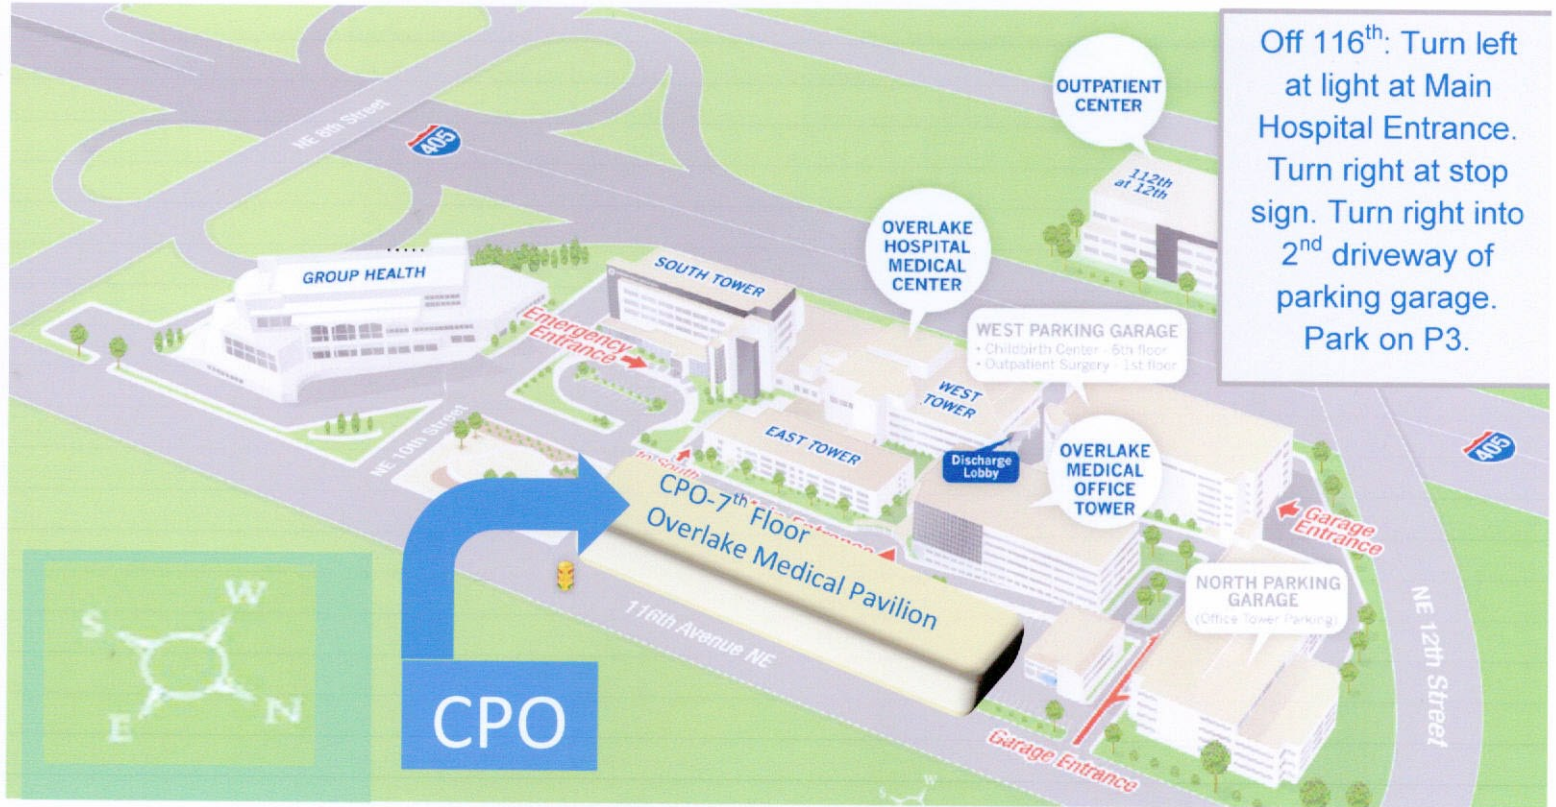 Off 116th: Turn left
at light at Main
Hospital Entrance.
Turn right at stop
sign. Turn right into
2nd driveway of
parking garage.
Park on P3.
OUTPATIENT
CENTER
112th
at 12th
NE 8th Street
405
OVERLAKE
HOSPITAL
MEDICAL
CENTER
GROUP HEALTH
SOUTH TOWER
Emergency
Entrance
WEST PARKING GARAGE
• Childbirth Center - 5th floor
• Outpatient Surgery - 1st floor
WEST
TOWER
EAST TOWER
Discharge
Lobby
OVERLAKE
MEDICAL
OFFICE
TOWER
405
NE 10th Street
to South
Entrance
CPO-7th Floor
Overlake Medical Pavilion
Garage
Entrance
NORTH PARKING
GARAGE
(Office Tower Parking)
NE 12th Street
116th Avenue NE
Garage Entrance
CPO
W
S
N
E
W